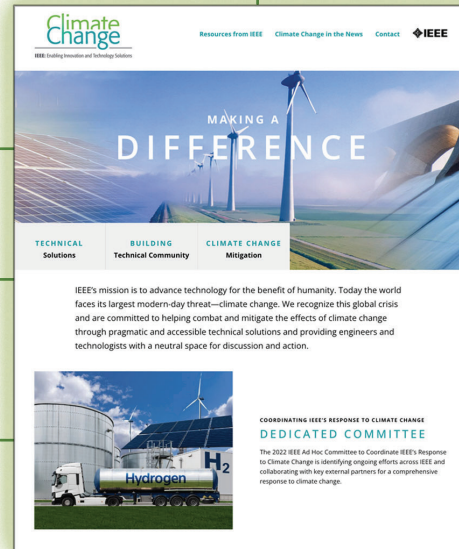 Climate
Change
IEEE: Enabling Innovation and Technology Solutions
Resources from IEEE Climate Change in the News Contact IEEE
MAKING A
DIFFERENCE
TECHNICAL
Solutions
BUILDING
Technical Community
CLIMATE CHANGE
Mitigation
IEEE's mission is to advance technology for the benefit of humanity. Today the world
faces its largest modern-day threat—climate change. We recognize this global crisis
and are committed to helping combat and mitigate the effects of climate change
through pragmatic and accessible technical solutions and providing engineers and
technologists with a neutral space for discussion and action.
Hydrogen
H2
COORDINATING IEEE'S RESPONSE TO CLIMATE CHANGE
DEDICATED COMMITTEE
The 2022 IEEE Ad Hoc Committee to Coordinate IEEE's Response
to Climate Change is identifying ongoing efforts across IEEE and
collaborating with key external partners for a comprehensive
response to climate change.